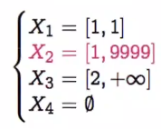 X₁ = [1, 1]
X₂ = [1, 9999]
X₃ = [2, +∞]
X₄ = ∅